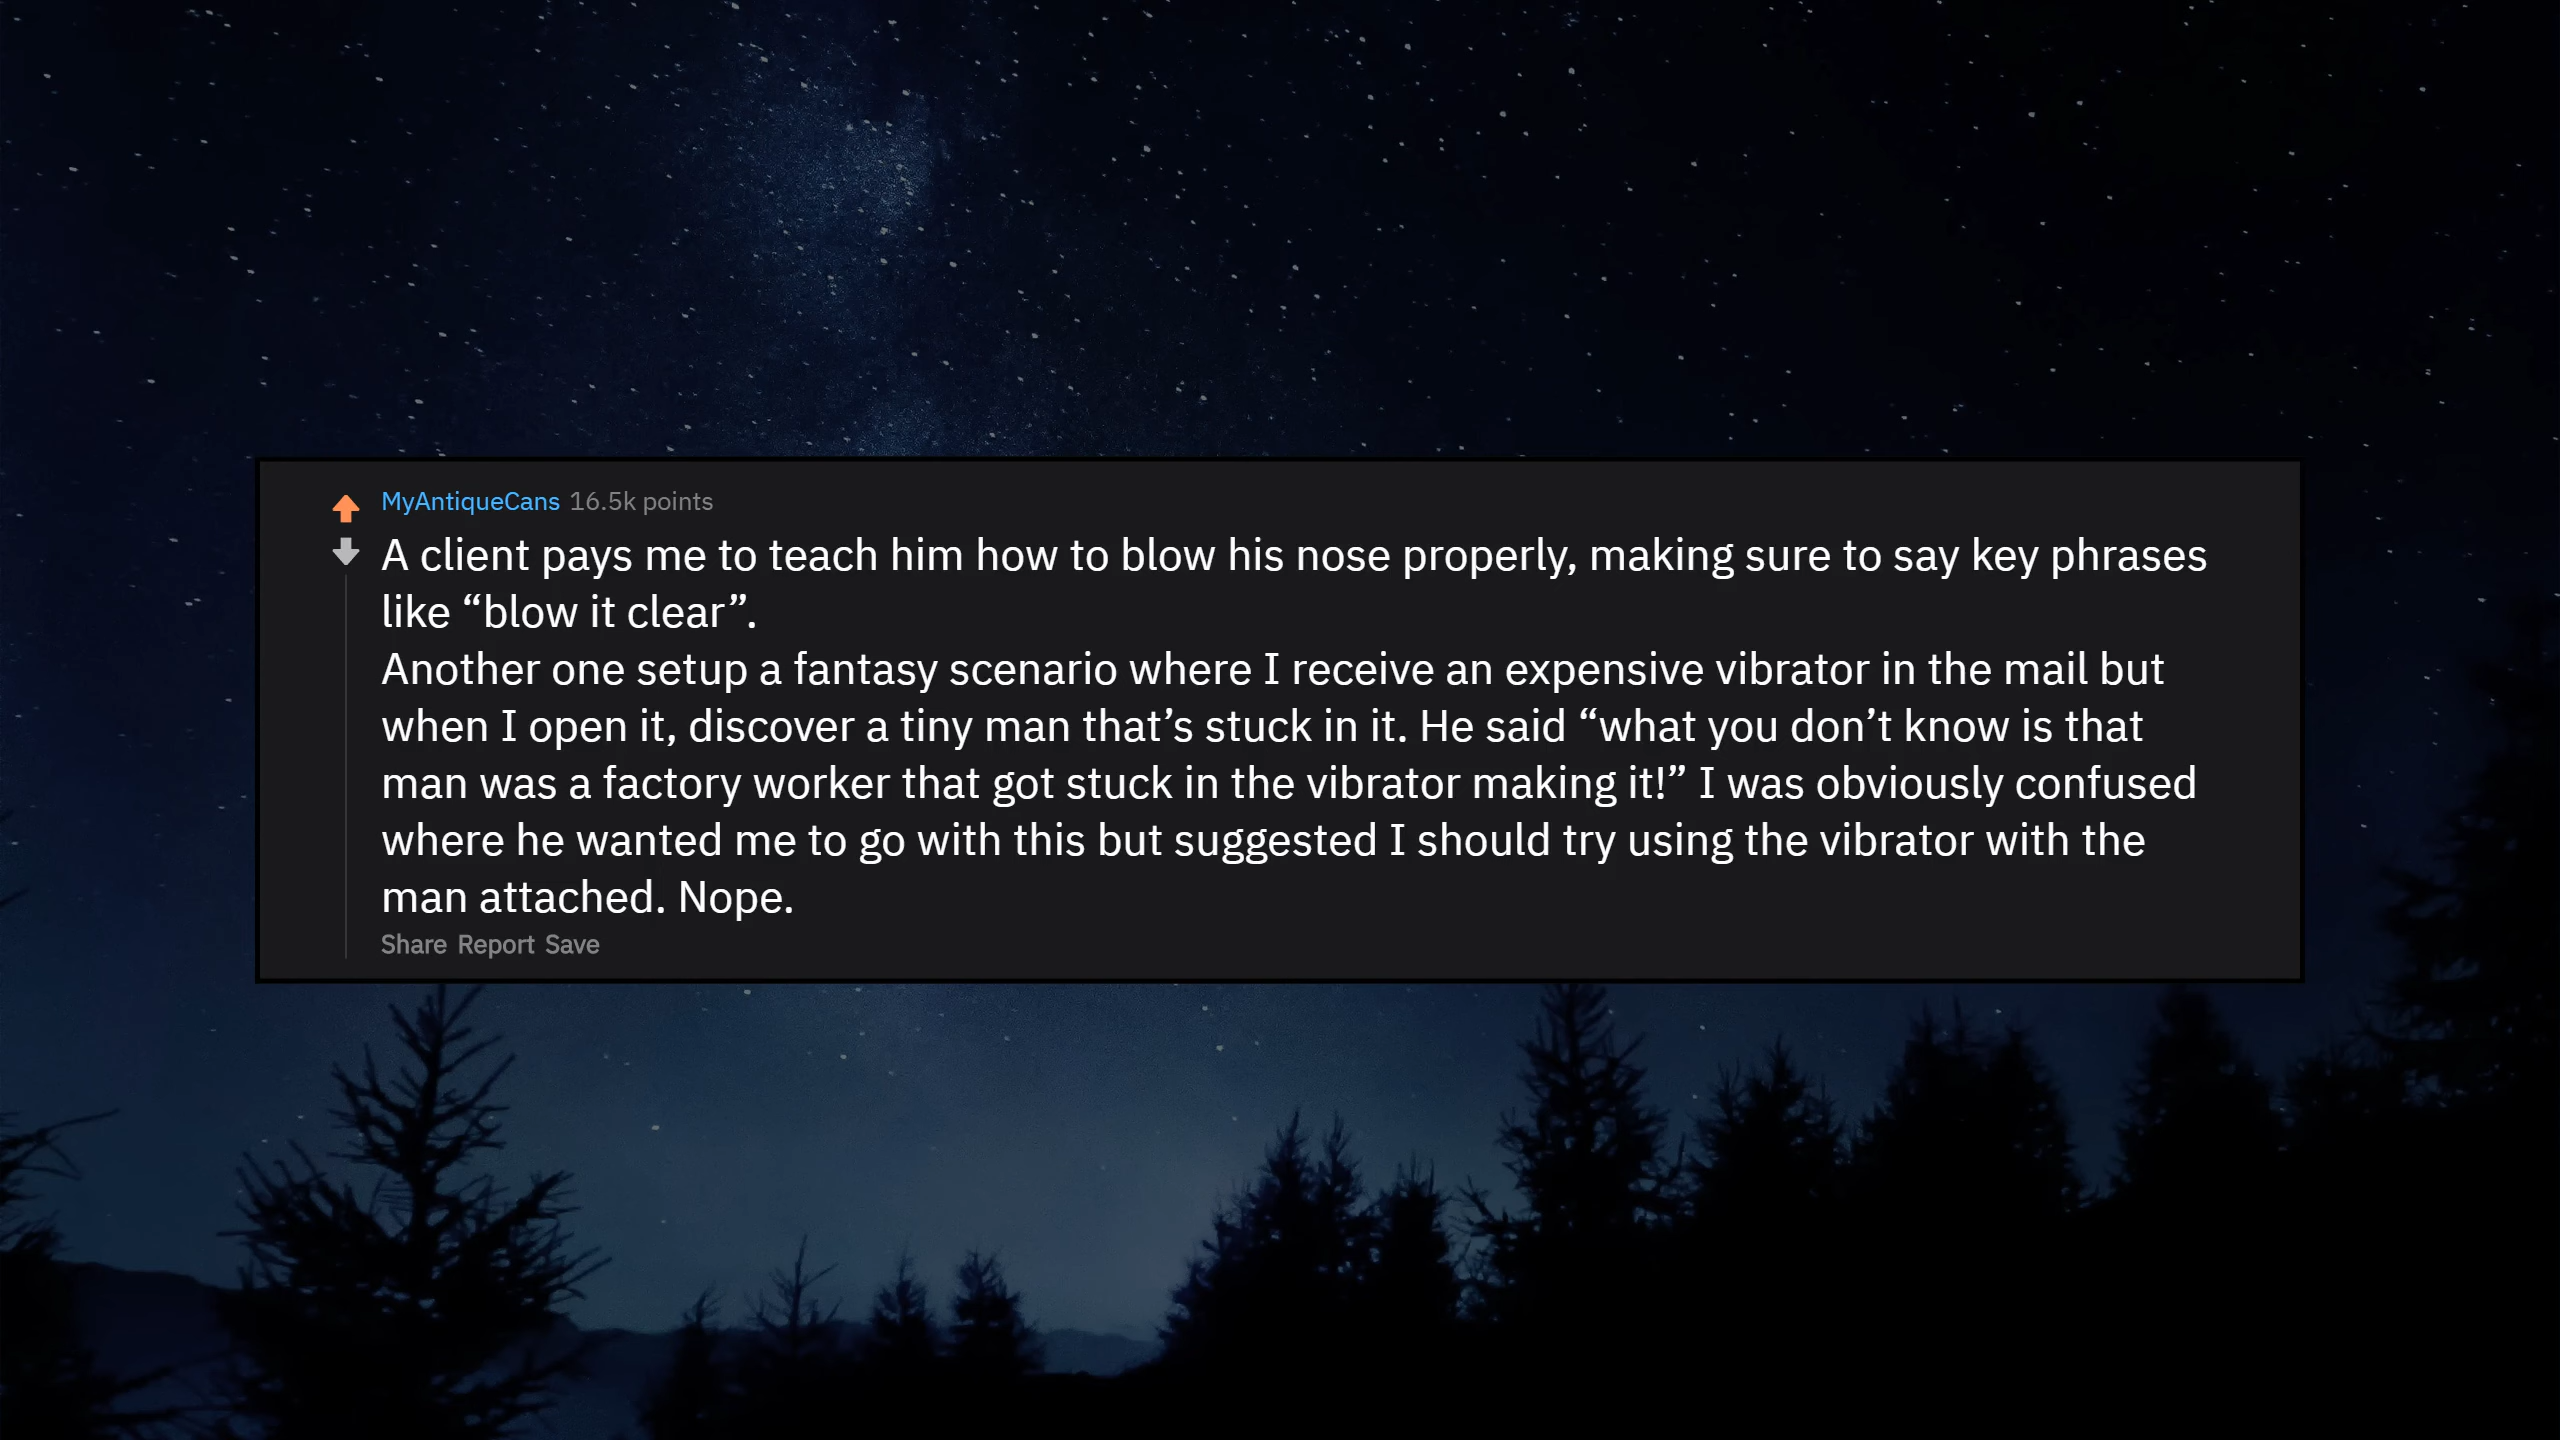 MyAntiqueCans 16.5k points
A client pays me to teach him how to blow his nose properly, making sure to say key phrases
like “blow it clear”.
Another one setup a fantasy scenario where I receive an expensive vibrator in the mail but
when I open it, discover a tiny man that’s stuck in it. He said “what you don’t know is that
man was a factory worker that got stuck in the vibrator making it!” I was obviously confused
where he wanted me to go with this but suggested I should try using the vibrator with the
man attached. Nope.
Share Report Save